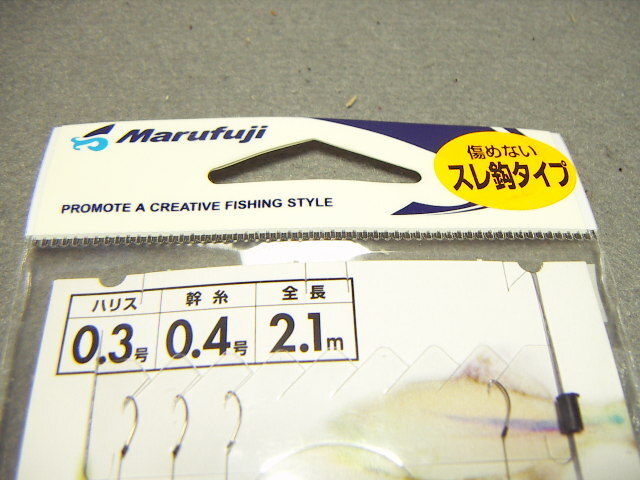 Marufuji
傷めない
スレ鈎タイプ
PROMOTE A CREATIVE FISHING STYLE
ハリス 幹糸 全長
0.3号 0.4号 2.1m